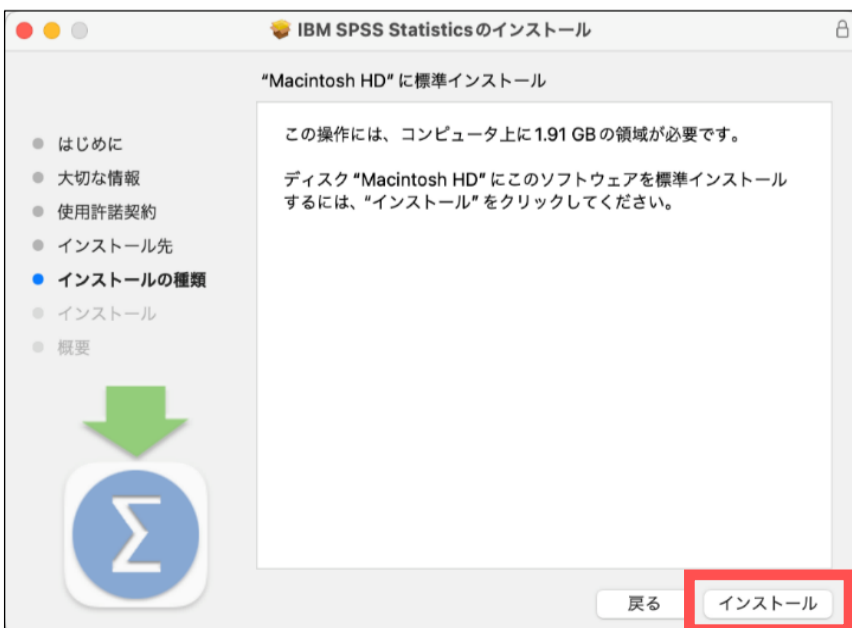 IBM SPSS Statisticsのインストール
“Macintosh HD” に標準インストール
はじめに
大切な情報
使用許諾契約
インストール先
インストールの種類
インストール
概要
この操作には、コンピュータ上に1.91 GBの領域が必要です。
ディスク “Macintosh HD” にこのソフトウェアを標準インストール
するには、“インストール” をクリックしてください。
Σ
戻る
インストール